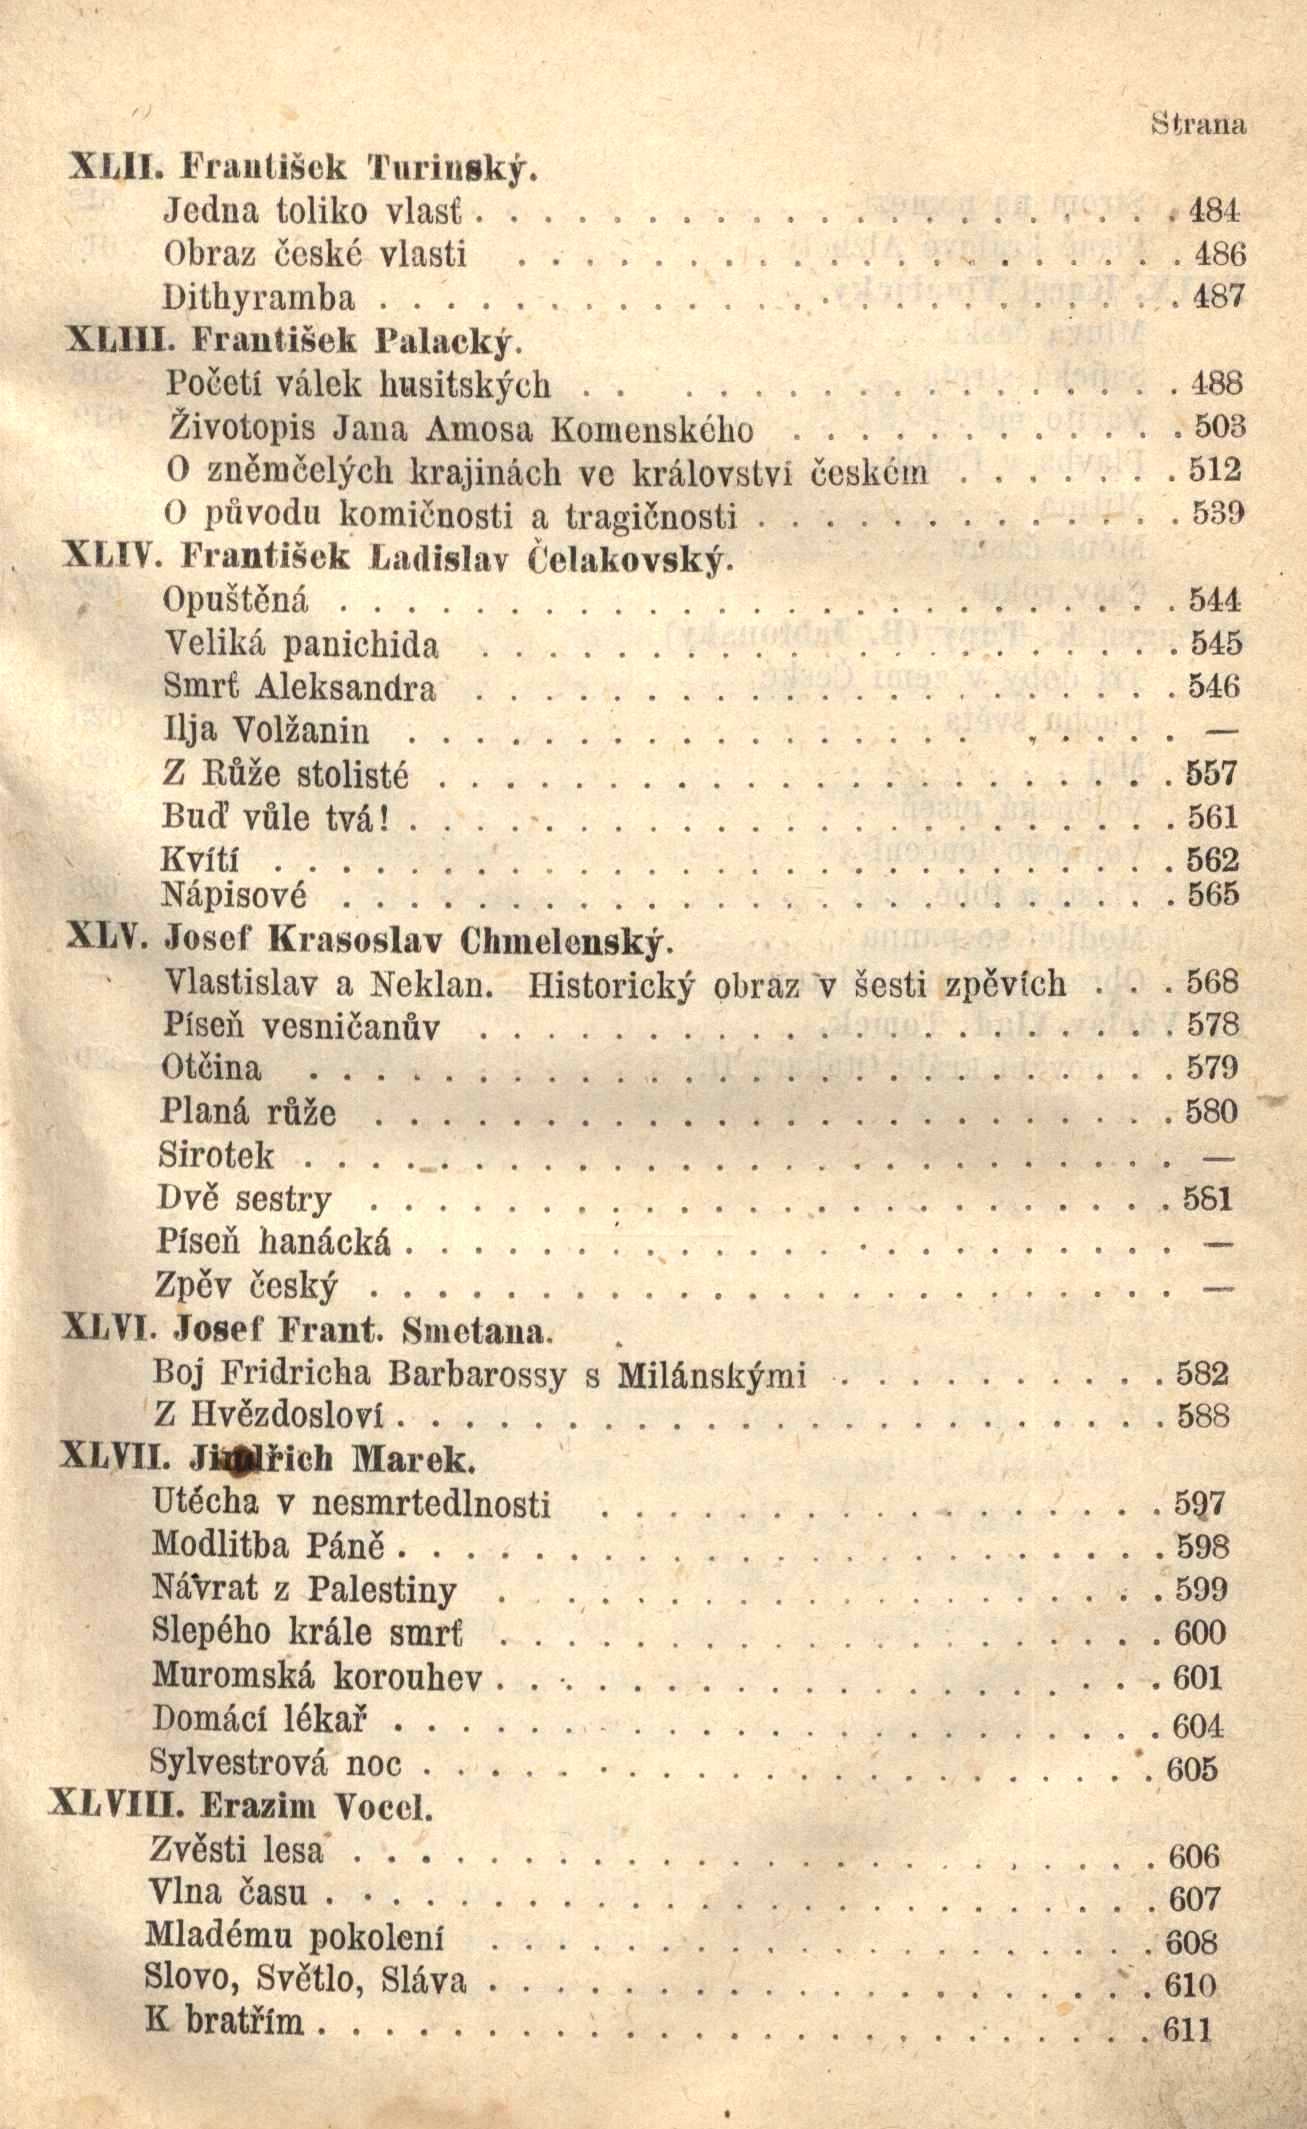 Strana
XLII. František Turinský.
Jedna toliko vlasť . . . . . . . . . . . . . . . . . . . . . 484
Obraz české vlasti . . . . . . . . . . . . . . . . . . . . 486
Dithyramba . . . . . . . . . . . . . . . . . . . . . . . . 487
XLIII. František Palacký.
Početí válek husitských . . . . . . . . . . . . . . . . . 488
Životopis Jana Amosa Komenského . . . . . . . . . . . . 503
O zněmčelých krajinách ve království českém . . . . . . . 512
O původu komičnosti a tragičnosti . . . . . . . . . . . . . 539
XLIV. František Ladislav Čelakovský.
Opuštěná . . . . . . . . . . . . . . . . . . . . . . . . . 544
Veliká panichida . . . . . . . . . . . . . . . . . . . . . 545
Smrť Aleksandra . . . . . . . . . . . . . . . . . . . . . 546
Ilja Volžanin . . . . . . . . . . . . . . . . . . . . . . —
Z Růže stolisté . . . . . . . . . . . . . . . . . . . . . . 557
Buď vůle tvá! . . . . . . . . . . . . . . . . . . . . . . . 561
Kvítí . . . . . . . . . . . . . . . . . . . . . . . . . . . 562
Nápisové . . . . . . . . . . . . . . . . . . . . . . . . . 565
XLV. Josef Krasoslav Chmelenský.
Vlastislav a Neklan. Historický obraz v šesti zpěvích . . . 568
Píseň vesničanův . . . . . . . . . . . . . . . . . . . . . 578
Otčina . . . . . . . . . . . . . . . . . . . . . . . . . . 579
Planá růže . . . . . . . . . . . . . . . . . . . . . . . . 580
Sirotek . . . . . . . . . . . . . . . . . . . . . . . . . . —
Dvě sestry . . . . . . . . . . . . . . . . . . . . . . . . 581
Píseň hanácká . . . . . . . . . . . . . . . . . . . . . . . —
Zpěv český . . . . . . . . . . . . . . . . . . . . . . . . —
XLVI. Josef Frant. Smetana.
Boj Fridricha Barbarossy s Milánskými . . . . . . . . . . 582
Z Hvězdosloví . . . . . . . . . . . . . . . . . . . . . . . 588
XLVII. Jindřich Marek.
Utécha v nesmrtedlnosti . . . . . . . . . . . . . . . . . 597
Modlitba Páně . . . . . . . . . . . . . . . . . . . . . . . 598
Návrat z Palestiny . . . . . . . . . . . . . . . . . . . 599
Slepého krále smrť . . . . . . . . . . . . . . . . . . . . 600
Muromská korouhev . . . . . . . . . . . . . . . . . . . . 601
Domácí lékař . . . . . . . . . . . . . . . . . . . . . . . 604
Sylvestrová noc . . . . . . . . . . . . . . . . . . . . . . 605
XLVIII. Erazim Vocel.
Zvěsti lesa . . . . . . . . . . . . . . . . . . . . . . . . 606
Vlna času . . . . . . . . . . . . . . . . . . . . . . . . . 607
Mladému pokolení . . . . . . . . . . . . . . . . . . . . 608
Slovo, Světlo, Sláva . . . . . . . . . . . . . . . . . . . . 610
K bratřím . . . . . . . . . . . . . . . . . . . . . . . . . 611